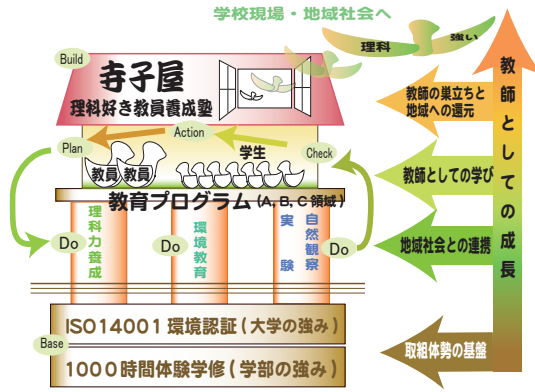 学校現場・地域社会へ
理科
強い
Build
寺子屋
理科好き教員養成塾
Action
Plan
学生
Check
教員
教員
教育プログラム(A, B, C 領域)
Do
理科力養成
Do
環境教育
実験
自然観察
Do
ISO14001 環境認証(大学の強み)
Base
1000時間体験学修(学部の強み)
教師としての成長
教師の巣立ちと
地域への還元
教師としての学び
地域社会との連携
取組体勢の基盤